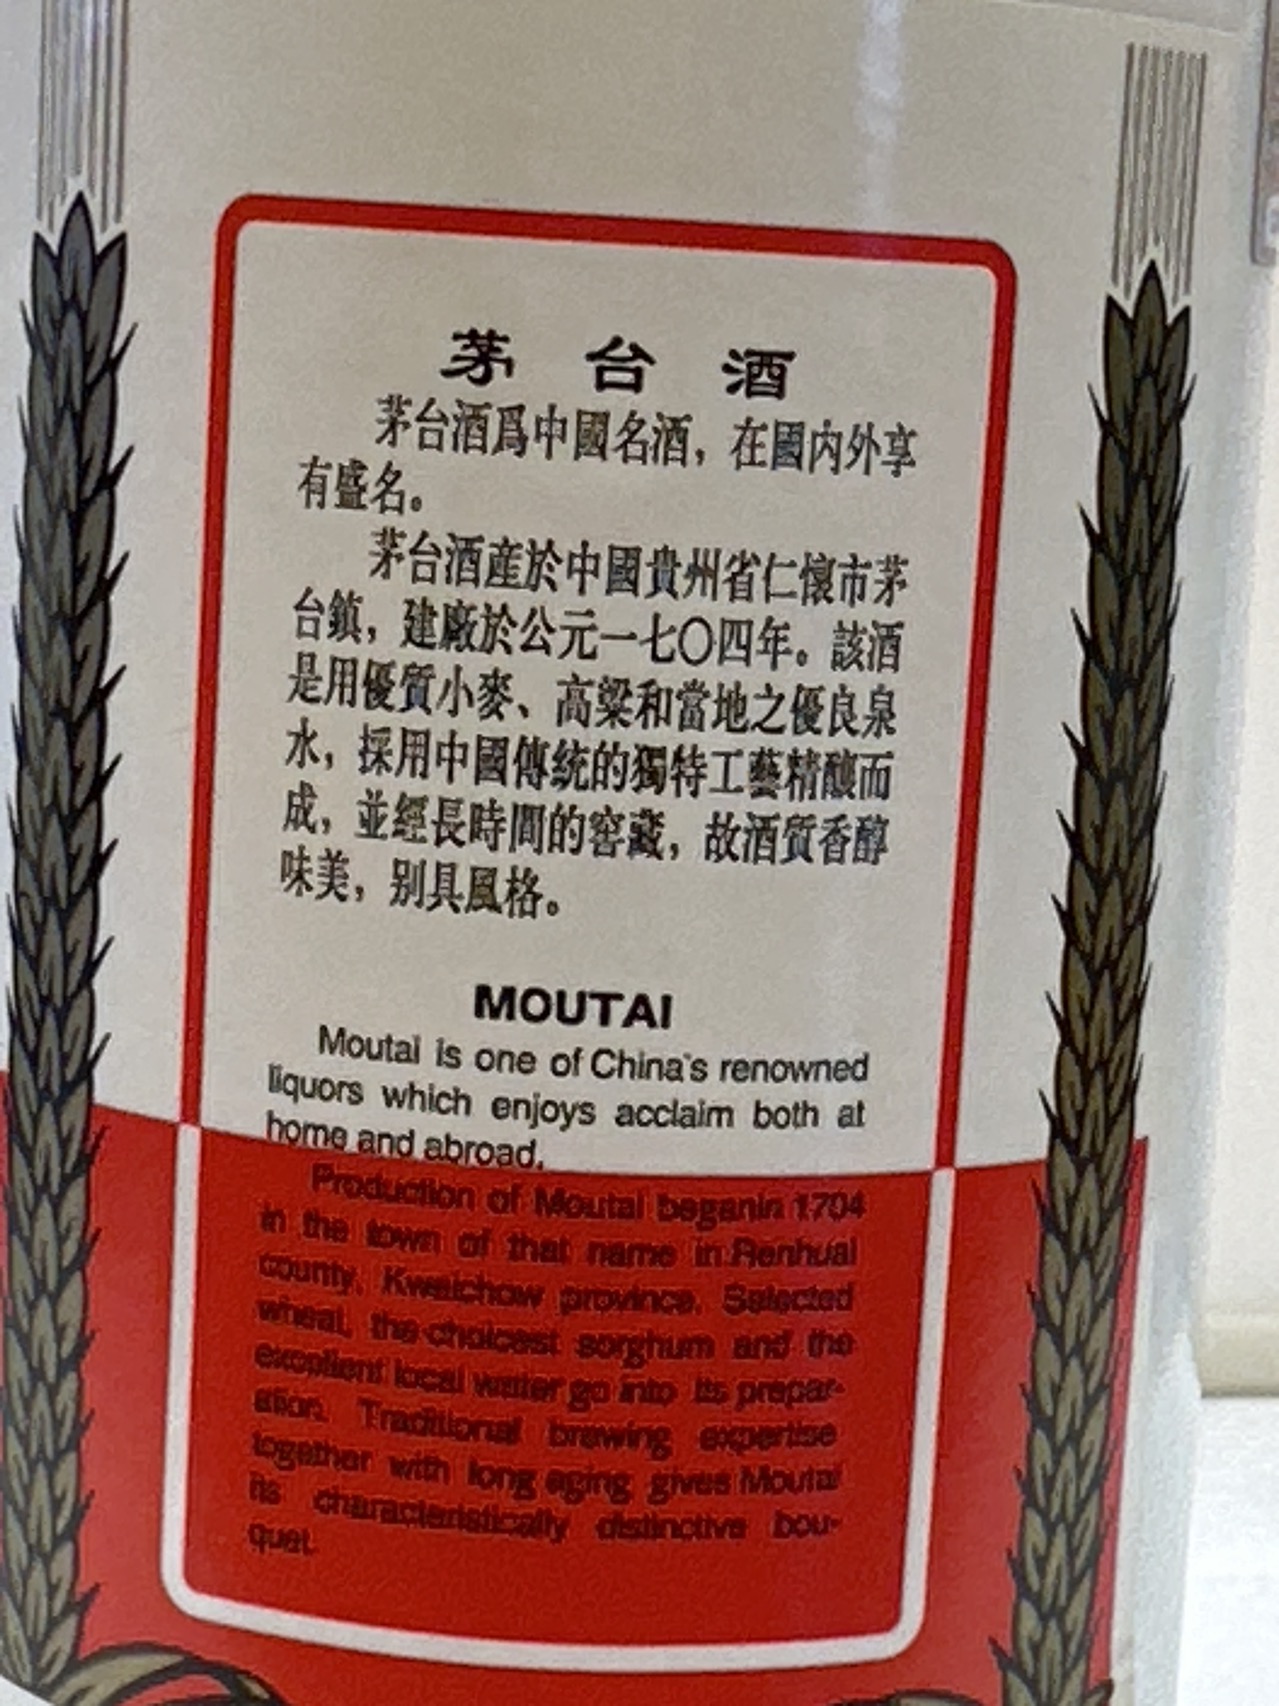 茅台酒
茅台酒爲中國名酒，在國内外享
有盛名。
茅台酒産於中國貴州省仁懷市茅
台鎮，建廠於公元一七〇四年。該酒
是用優質小麥、高粱和當地之優良泉
水，採用中國傳統的獨特工藝精釀而
成，並經長時間的窖藏，故酒質香醇
味美，别具風格。
MOUTAI
Moutai is one of China's renowned
liquors which enjoys acclaim both at
home and abroad.
Production of Moutai beganin 1704
in the town of that name in Renhuai
county, Kweichow province. Selected
wheat, the choicest sorghum and the
excellent local water go into its prepar-
ation. Traditional brewing expertise
together with long aging gives Moutai
its characteristically distinctive bou-
quet.